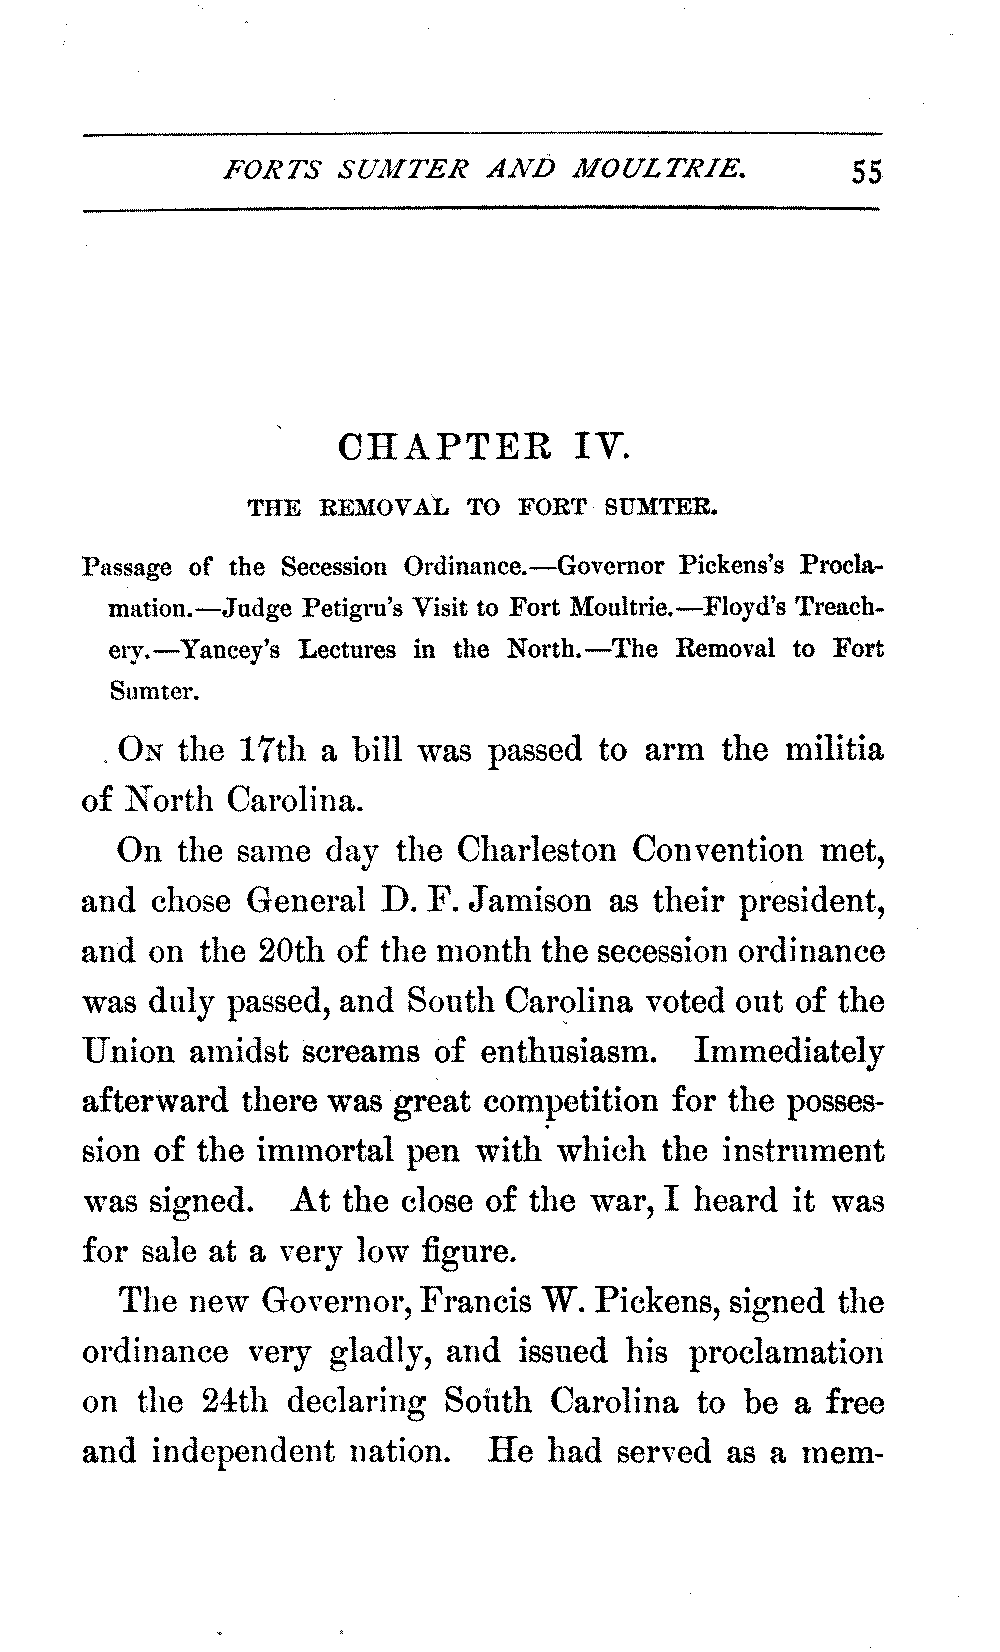 FORTS SUMTER AND MOULTRIE. 55
CHAPTER IV.
THE REMOVAL TO FORT SUMTER.
Passage of the Secession Ordinance.—Governor Pickens's Procla-
mation.—Judge Petigru's Visit to Fort Moultrie.—Floyd's Treach-
ery.—Yancey's Lectures in the North.—The Removal to Fort
Sumter.
ON the 17th a bill was passed to arm the militia
of North Carolina.
On the same day the Charleston Convention met,
and chose General D. F. Jamison as their president,
and on the 20th of the month the secession ordinance
was duly passed, and South Carolina voted out of the
Union amidst screams of enthusiasm. Immediately
afterward there was great competition for the posses-
sion of the immortal pen with which the instrument
was signed. At the close of the war, I heard it was
for sale at a very low figure.
The new Governor, Francis W. Pickens, signed the
ordinance very gladly, and issued his proclamation
on the 24th declaring South Carolina to be a free
and independent nation. He had served as a mem-